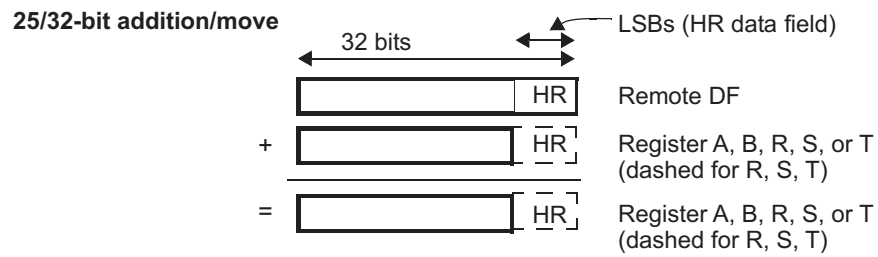 25/32-bit addition/move
LSBs (HR data field)
32 bits
HR
Remote DF
+
HR
Register A, B, R, S, or T
(dashed for R, S, T)
=
HR
Register A, B, R, S, or T
(dashed for R, S, T)